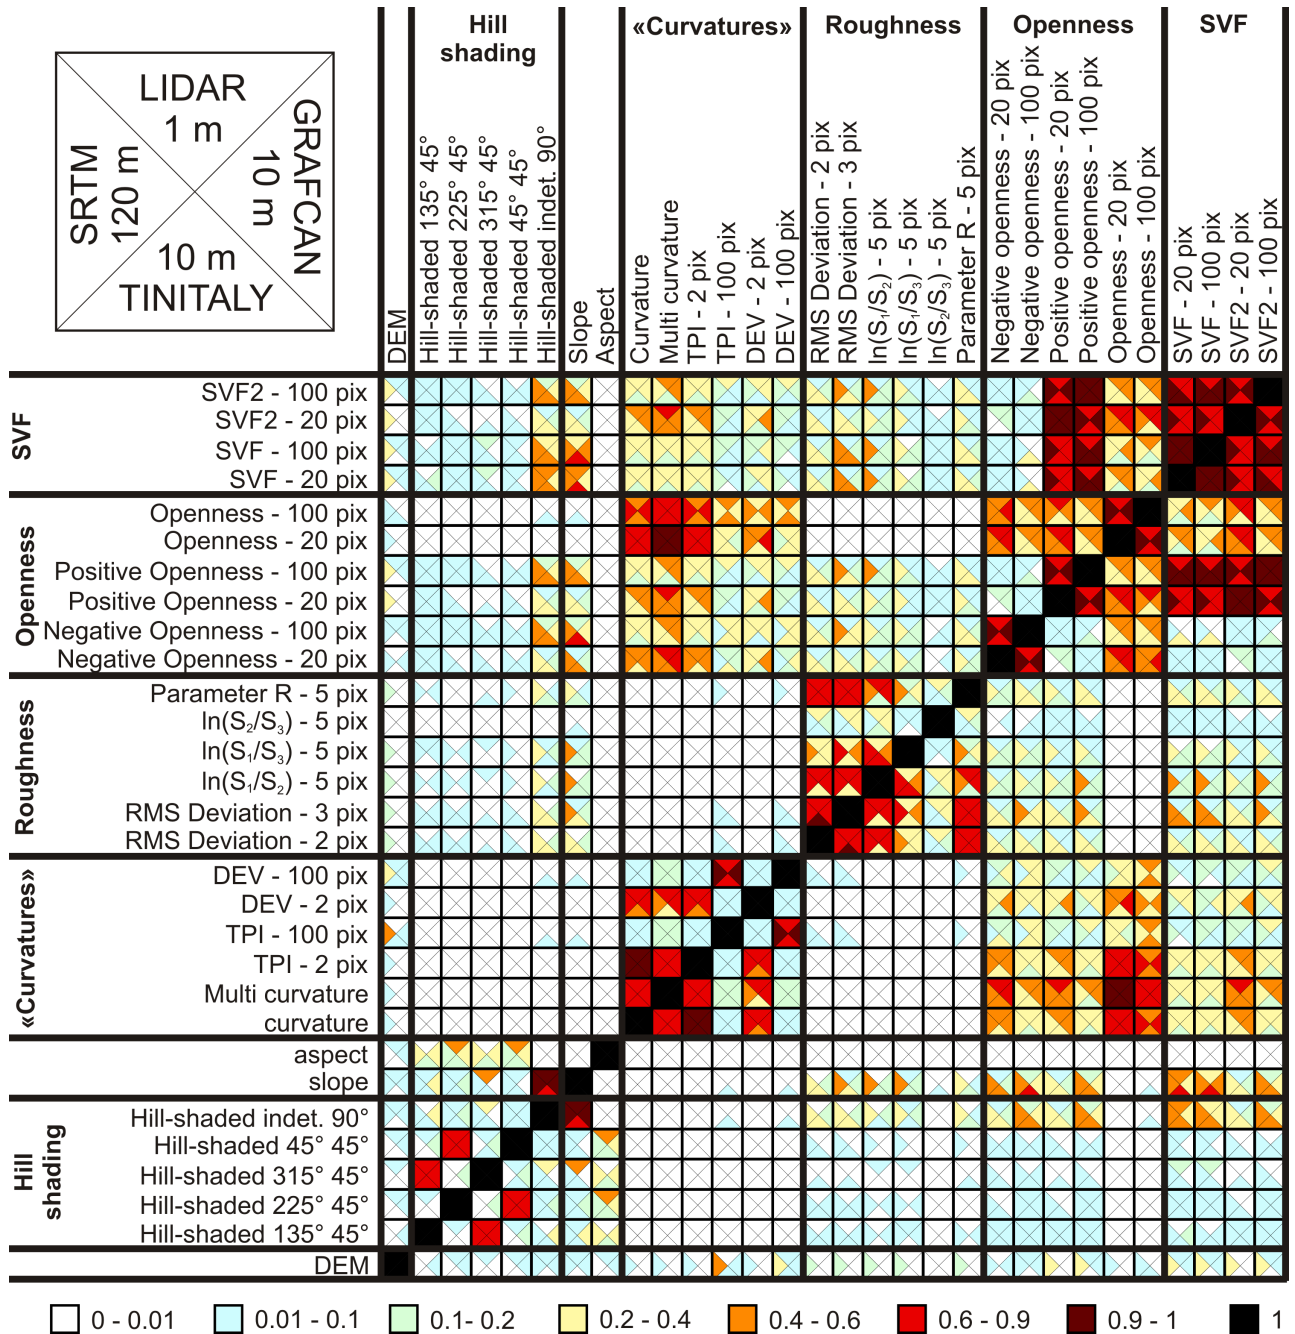 Hill
shading
«Curvatures»
Roughness
Openness
SVF
LIDAR
1 m
GRAFCAN
10 m
SRTM
120 m
10 m
TINITALY
DEM
Hill-shaded 135° 45°
Hill-shaded 225° 45°
Hill-shaded 315° 45°
Hill-shaded 45° 45°
Hill-shaded indet. 90°
Slope
Aspect
Curvature
Multi curvature
TPI - 2 pix
TPI - 100 pix
DEV - 2 pix
DEV - 100 pix
RMS Deviation - 2 pix
RMS Deviation - 3 pix
ln(S₁/S₂) - 5 pix
ln(S₁/S₃) - 5 pix
ln(S₂/S₃) - 5 pix
Parameter R - 5 pix
Negative openness - 20 pix
Negative openness - 100 pix
Positive openness - 20 pix
Positive openness - 100 pix
Openness - 20 pix
Openness - 100 pix
SVF - 20 pix
SVF - 100 pix
SVF2 - 20 pix
SVF2 - 100 pix
SVF
SVF2 - 100 pix
SVF2 - 20 pix
SVF - 100 pix
SVF - 20 pix
Openness
Openness - 100 pix
Openness - 20 pix
Positive Openness - 100 pix
Positive Openness - 20 pix
Negative Openness - 100 pix
Negative Openness - 20 pix
Roughness
Parameter R - 5 pix
ln(S₂/S₃) - 5 pix
ln(S₁/S₃) - 5 pix
ln(S₁/S₂) - 5 pix
RMS Deviation - 3 pix
RMS Deviation - 2 pix
«Curvatures»
DEV - 100 pix
DEV - 2 pix
TPI - 100 pix
TPI - 2 pix
Multi curvature
curvature
aspect
slope
Hill
shading
Hill-shaded indet. 90°
Hill-shaded 45° 45°
Hill-shaded 315° 45°
Hill-shaded 225° 45°
Hill-shaded 135° 45°
DEM
0 - 0.01
0.01 - 0.1
0.1- 0.2
0.2 - 0.4
0.4 - 0.6
0.6 - 0.9
0.9 - 1
1